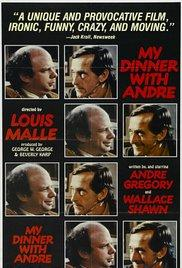 "A UNIQUE AND PROVOCATIVE FILM,
IRONIC, FUNNY, CRAZY, AND MOVING."
—Jack Kroll, Newsweek
MY
DINNER
WITH
ANDRE
directed by
LOUIS
MALLE
produced by
GEORGE W. GEORGE
& BEVERLY KARP
written by, and starring
ANDRE
GREGORY
and
WALLACE
SHAWN
MY
DINNER
WITH
ANDRE